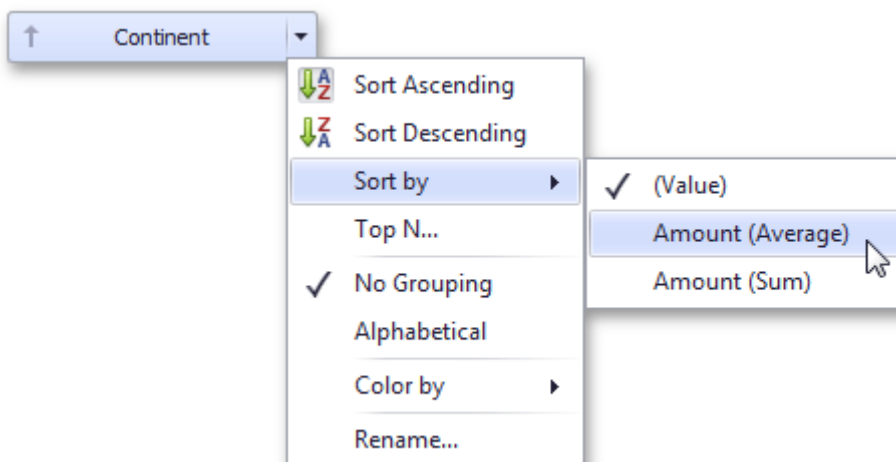 Continent
Sort Ascending
Sort Descending
Sort by
(Value)
Top N...
Amount (Average)
No Grouping
Amount (Sum)
Alphabetical
Color by
Rename...